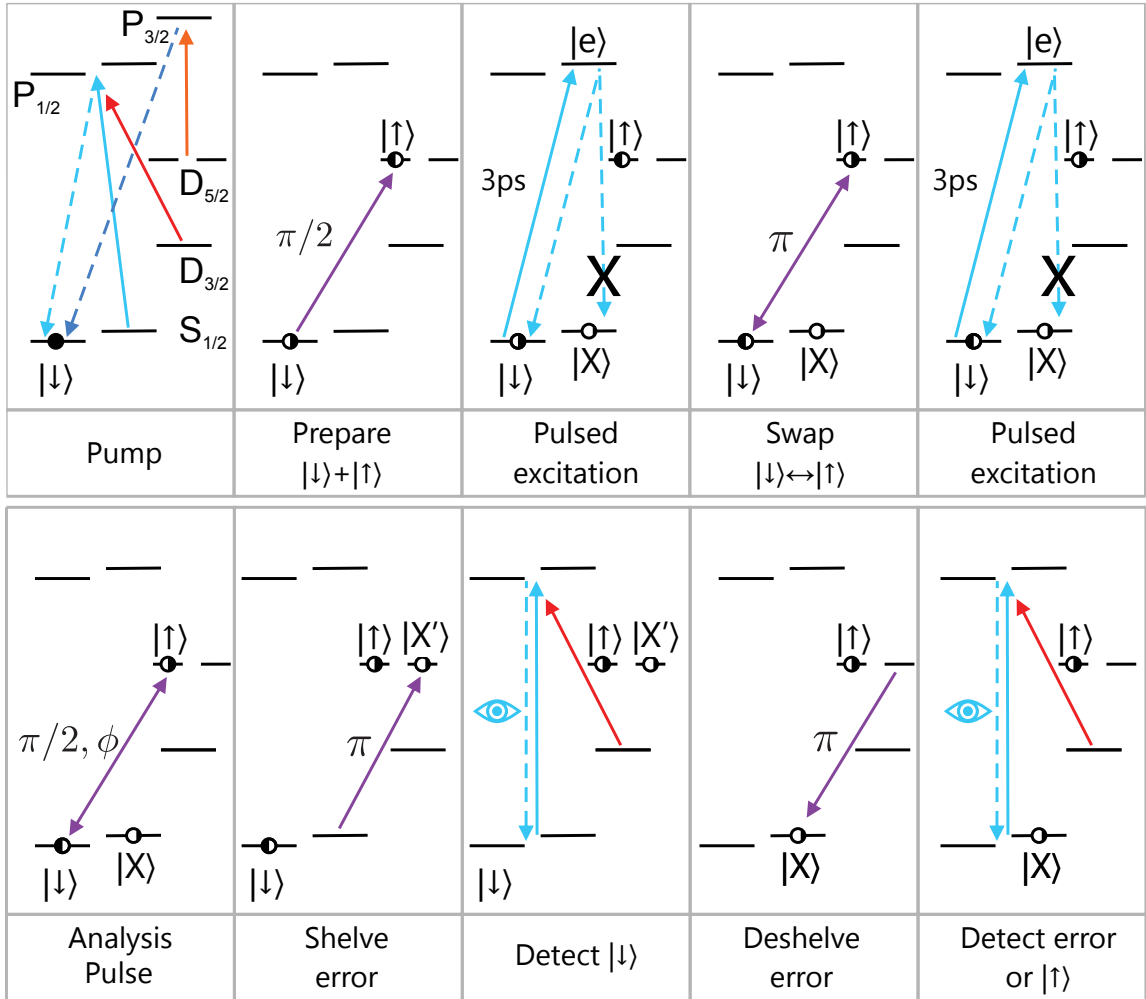 P3/2
P1/2
D5/2
D3/2
S1/2
|↓⟩
Pump
|↑⟩
π/2
|↓⟩
Prepare
|↓⟩+|↑⟩
|e⟩
|↑⟩
3ps
X
|↓⟩
|X⟩
Pulsed
excitation
|↑⟩
π
|↓⟩
|X⟩
Swap
|↓⟩↔|↑⟩
|e⟩
|↑⟩
3ps
X
|↓⟩
|X⟩
Pulsed
excitation
|↑⟩
π/2, ϕ
|↓⟩
|X⟩
Analysis
Pulse
|↑⟩ |X'⟩
π
|↓⟩
Shelve
error
|↑⟩ |X'⟩
|↓⟩
Detect |↓⟩
|↑⟩
π
|X⟩
Deshelve
error
|↑⟩
|X⟩
Detect error
or |↑⟩